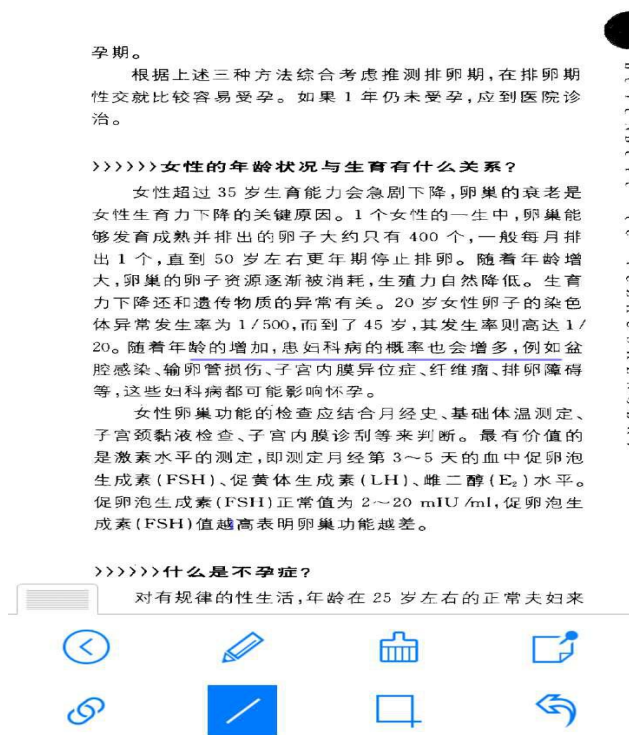 孕期。
根据上述三种方法综合考虑推测排卵期,在排卵期
性交就比较容易受孕。如果 1 年仍未受孕,应到医院诊
治。
>>>>>>女性的年龄状况与生育有什么关系?
女性超过 35 岁生育能力会急剧下降,卵巢的衰老是
女性生育力下降的关键原因。1 个女性的一生中,卵巢能
够发育成熟并排出的卵子大约只有 400 个,一般每月排
出 1 个,直到 50 岁左右更年期停止排卵。随着年龄增
大,卵巢的卵子资源逐渐被消耗,生殖力自然降低。生育
力下降还和遗传物质的异常有关。20 岁女性卵子的染色
体异常发生率为 1/500,而到了 45 岁,其发生率则高达 1/
20。随着年龄的增加,患妇科病的概率也会增多,例如盆
腔感染、输卵管损伤、子宫内膜异位症、纤维瘤、排卵障碍
等,这些妇科病都可能影响怀孕。
女性卵巢功能的检查应结合月经史、基础体温测定、
子宫颈黏液检查、子宫内膜诊刮等来判断。最有价值的
是激素水平的测定,即测定月经第 3～5 天的血中促卵泡
生成素(FSH)、促黄体生成素(LH)、雌二醇(E₂)水平。
促卵泡生成素(FSH)正常值为 2～20 mIU/ml,促卵泡生
成素(FSH)值越高表明卵巢功能越差。
>>>>>>什么是不孕症?
对有规律的性生活,年龄在 25 岁左右的正常夫妇来